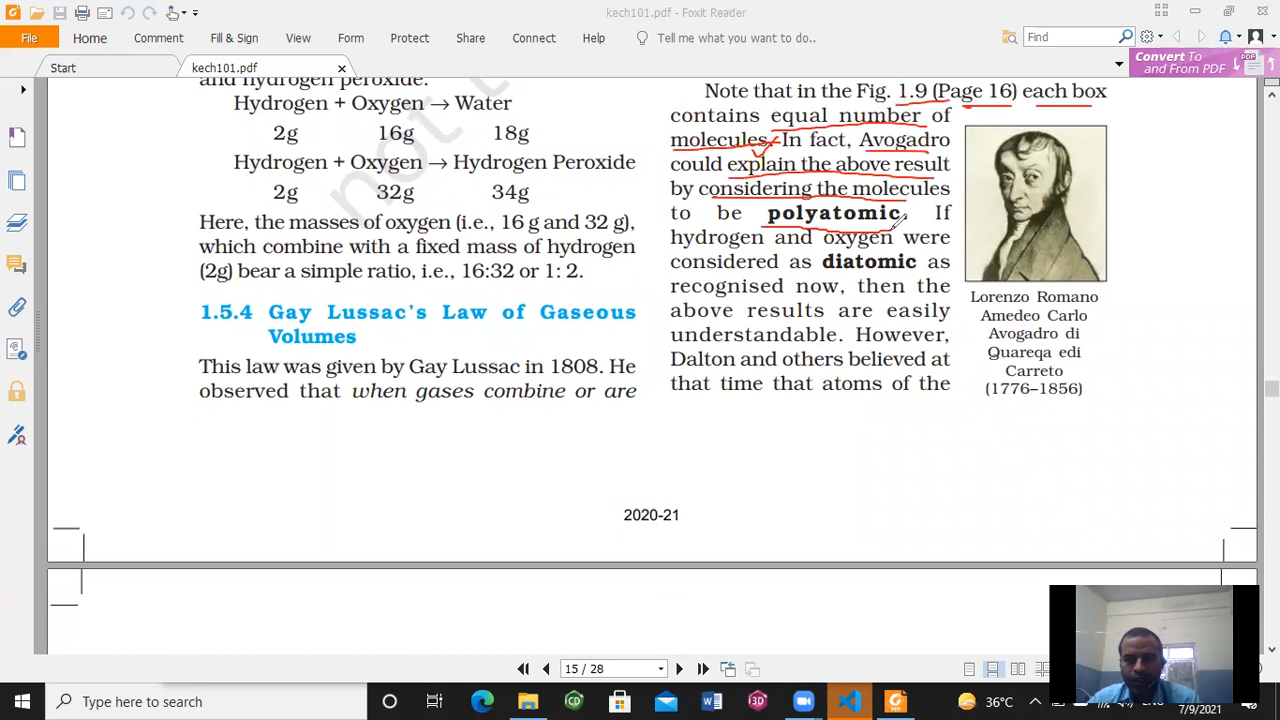 kech101.pdf - Foxit Reader
File Home Comment Fill & Sign View Form Protect Share Connect Help Tell me what you want to do.. Find
Start kech101.pdf
Convert To
and From PDF
and hydrogen peroxide.
Hydrogen + Oxygen → Water
2g 16g 18g
Hydrogen + Oxygen → Hydrogen Peroxide
2g 32g 34g
Here, the masses of oxygen (i.e., 16 g and 32 g),
which combine with a fixed mass of hydrogen
(2g) bear a simple ratio, i.e., 16:32 or 1: 2.
1.5.4 Gay Lussac's Law of Gaseous
Volumes
This law was given by Gay Lussac in 1808. He
observed that when gases combine or are
not t
Note that in the Fig. 1.9 (Page 16) each box
contains equal number of
molecules. In fact, Avogadro
could explain the above result
by considering the molecules
to be polyatomic. If
hydrogen and oxygen were
considered as diatomic as
recognised now, then the
above results are easily
understandable. However,
Dalton and others believed at
that time that atoms of the
Lorenzo Romano
Amedeo Carlo
Avogadro di
Quareqa edi
Carreto
(1776–1856)
2020-21
15 / 28
Type here to search
36°C
7/9/2021